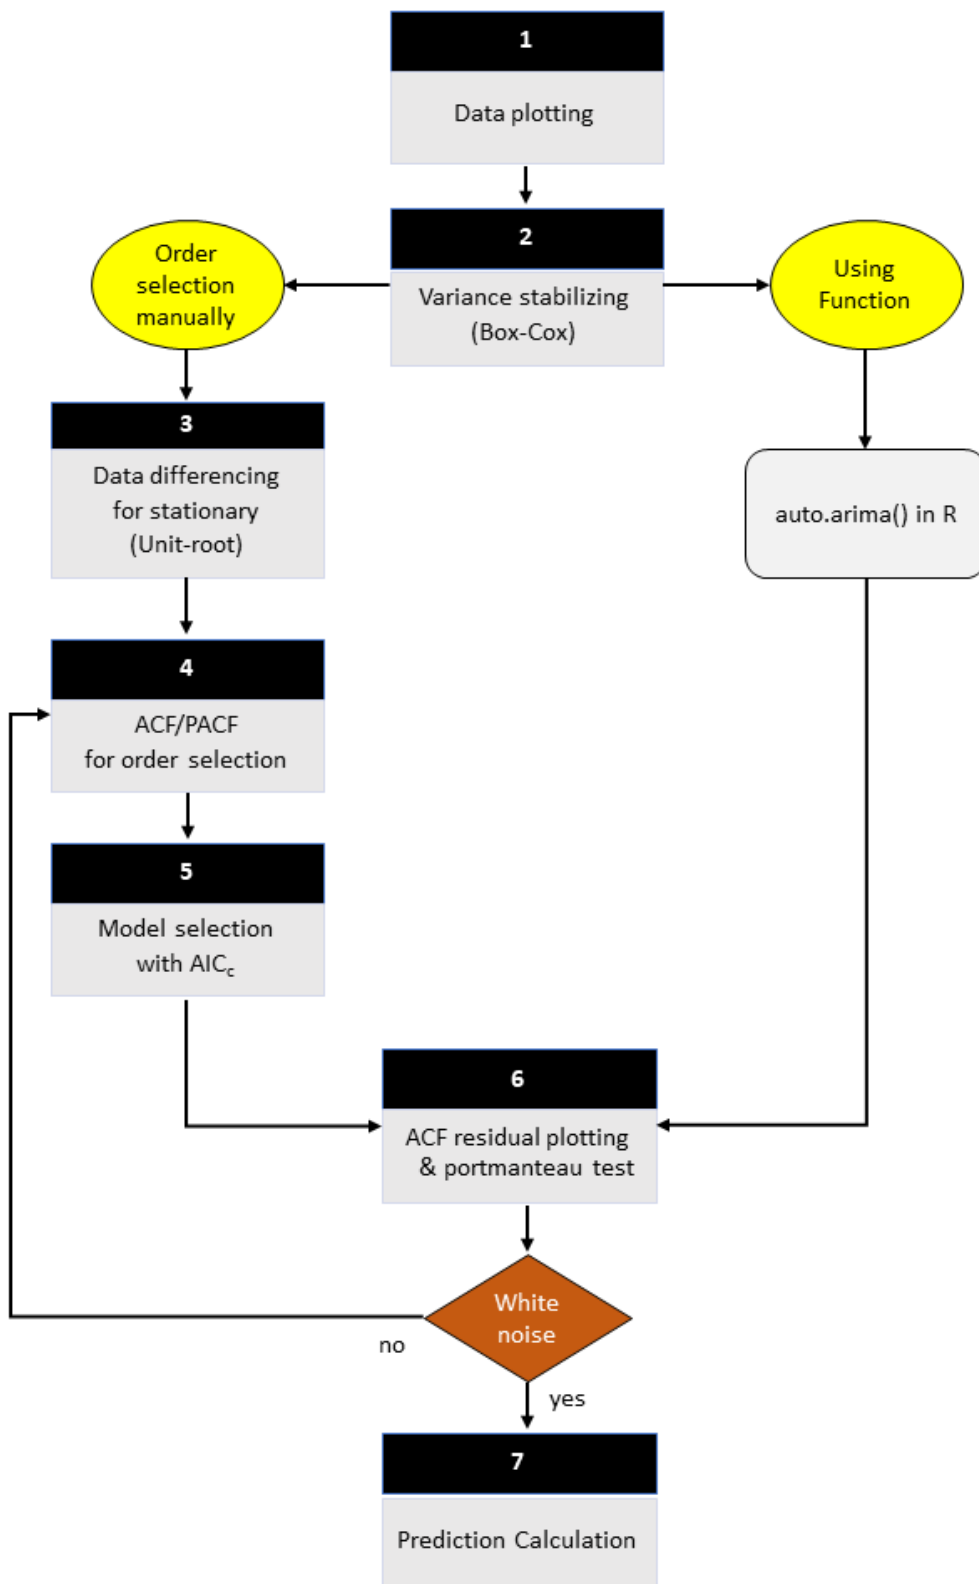 1
Data plotting
2
Variance stabilizing
(Box-Cox)
Order
selection
manually
Using
Function
3
Data differencing
for stationary
(Unit-root)
auto.arima() in R
4
ACF/PACF
for order selection
5
Model selection
with AICc
6
ACF residual plotting
& portmanteau test
White
noise
no
yes
7
Prediction Calculation